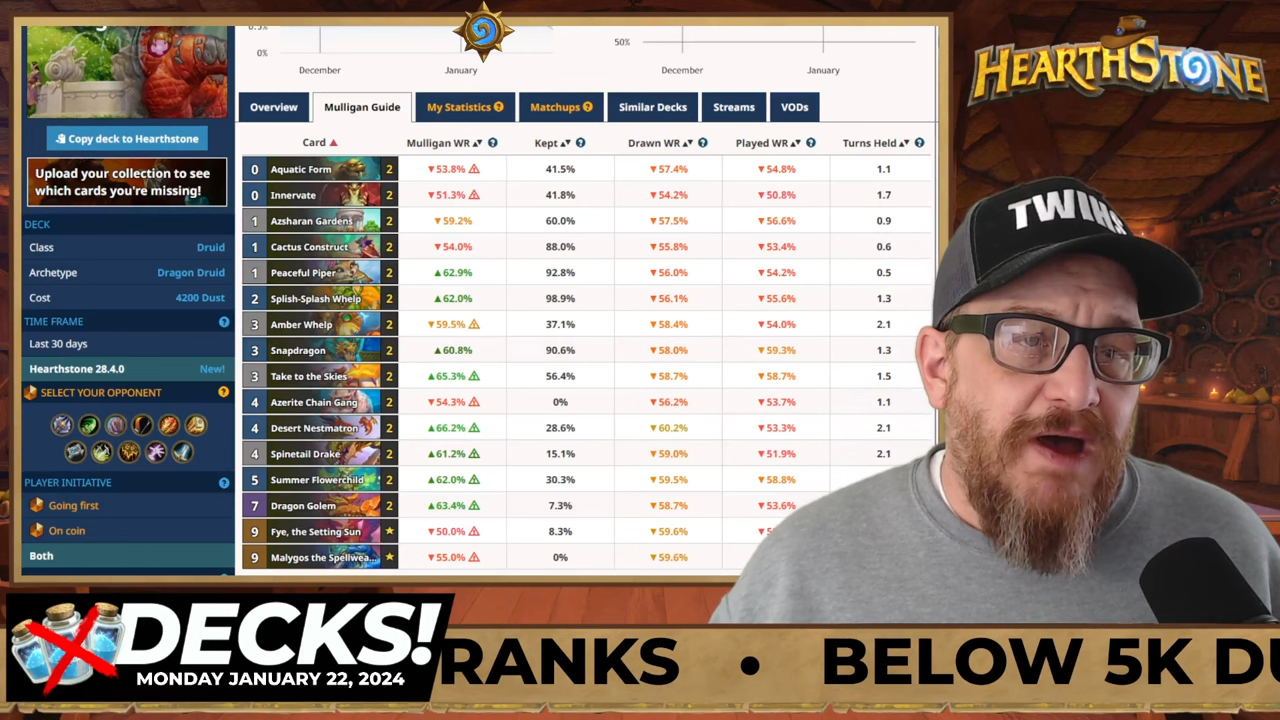 0.5%
0%
50%
December
January
December
January
HEARTHSTONE
Overview
Mulligan Guide
My Statistics
Matchups
Similar Decks
Streams
VODs
Copy deck to Hearthstone
Upload your collection to see
which cards you're missing!
DECK
Class Druid
Archetype Dragon Druid
Cost 4200 Dust
TIME FRAME
Last 30 days
Hearthstone 28.4.0 New!
SELECT YOUR OPPONENT
PLAYER INITIATIVE
Going first
On coin
Both
Card Mulligan WR Kept Drawn WR Played WR Turns Held
0 Aquatic Form 2 ▼53.8% 41.5% ▼57.4% ▼54.8% 1.1
0 Innervate 2 ▼51.3% 41.8% ▼54.2% ▼50.8% 1.7
1 Azsharan Gardens 2 ▼59.2% 60.0% ▼57.5% ▼56.6% 0.9
1 Cactus Construct 2 ▼54.0% 88.0% ▼55.8% ▼53.4% 0.6
1 Peaceful Piper 2 ▲62.9% 92.8% ▼56.0% ▼54.2% 0.5
2 Splish-Splash Whelp 2 ▲62.0% 98.9% ▼56.1% ▼55.6% 1.3
3 Amber Whelp 2 ▼59.5% 37.1% ▼58.4% ▼54.0% 2.1
3 Snapdragon 2 ▲60.8% 90.6% ▼58.0% ▼59.3% 1.3
3 Take to the Skies 2 ▲65.3% 56.4% ▼58.7% ▼58.7% 1.5
4 Azerite Chain Gang 2 ▼54.3% 0% ▼56.2% ▼53.7% 1.1
4 Desert Nestmatron 2 ▲66.2% 28.6% ▼60.2% ▼53.3% 2.1
4 Spinetail Drake 2 ▲61.2% 15.1% ▼59.0% ▼51.9% 2.1
5 Summer Flowerchild 2 ▲62.0% 30.3% ▼59.5% ▼58.8%
7 Dragon Golem 2 ▲63.4% 7.3% ▼58.7% ▼53.6%
9 Fye, the Setting Sun ▼50.0% 8.3% ▼59.6%
9 Malygos the Spellwea... ▼55.0% 0% ▼59.6%
TWIHS
DECKS!
MONDAY JANUARY 22, 2024
RANKS • BELOW 5K DU